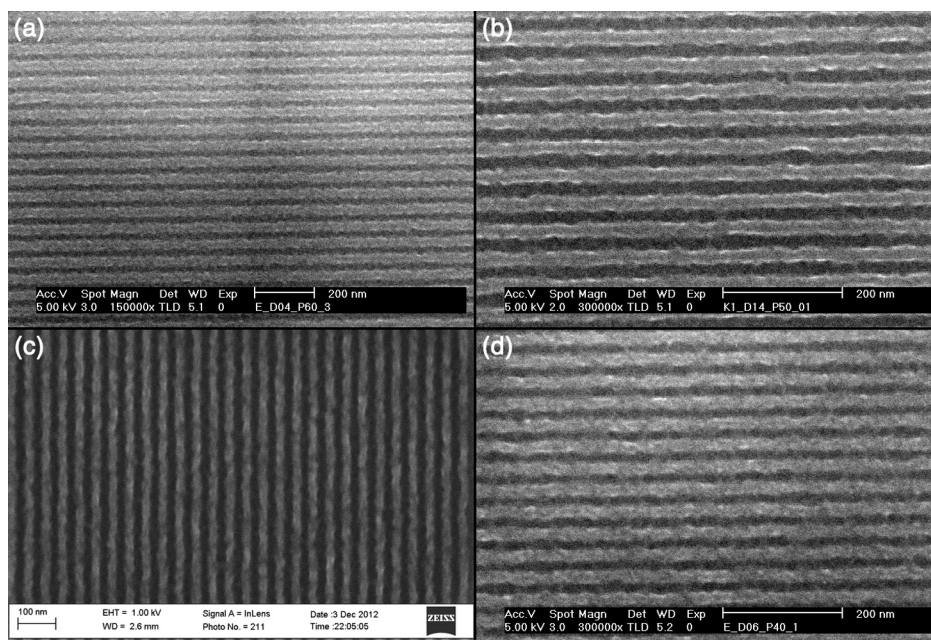 (a)
Acc.V Spot Magn Det WD Exp 200 nm
5.00 kV 3.0 150000x TLD 5.1 0 E_D04_P60_3
(b)
Acc.V Spot Magn Det WD Exp 200 nm
5.00 kV 2.0 300000x TLD 5.1 0 K1_D14_P50_01
(c)
100 nm EHT = 1.00 kV Signal A = InLens Date :3 Dec 2012 ZEISS
WD = 2.6 mm Photo No. = 211 Time :22:05:05
(d)
Acc.V Spot Magn Det WD Exp 200 nm
5.00 kV 3.0 300000x TLD 5.2 0 E_D06_P40_1